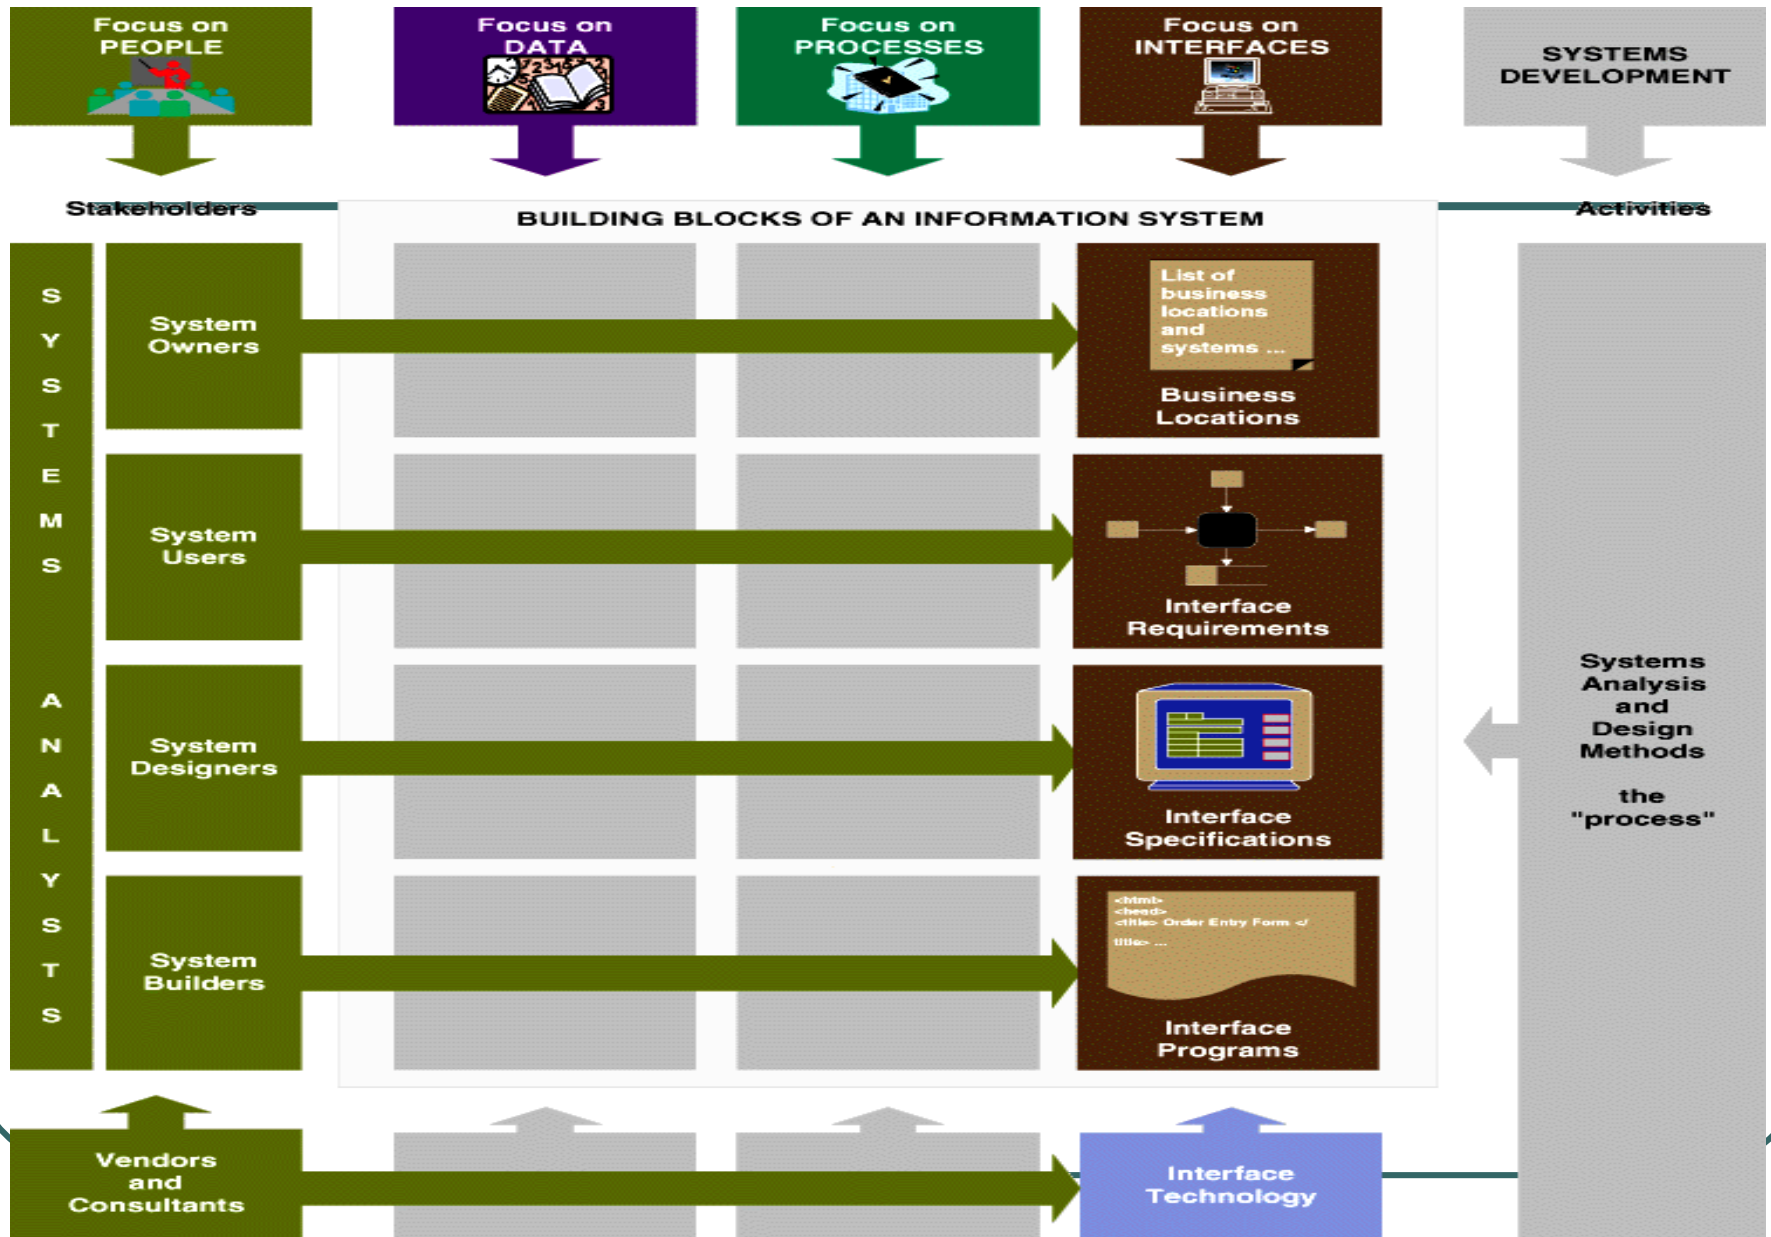 Focus on
PEOPLE
Focus on
DATA
Focus on
PROCESSES
Focus on
INTERFACES
SYSTEMS
DEVELOPMENT
Stakeholders
BUILDING BLOCKS OF AN INFORMATION SYSTEM
Activities
SYSTEMS ANALYSTS
System
Owners
List of
business
locations
and
systems ...
Business
Locations
System
Users
Interface
Requirements
System
Designers
Interface
Specifications
System
Builders
<html>
<head>
<title> Order Entry Form </
title> ...
Interface
Programs
Systems
Analysis
and
Design
Methods
the
"process"
Vendors
and
Consultants
Interface
Technology